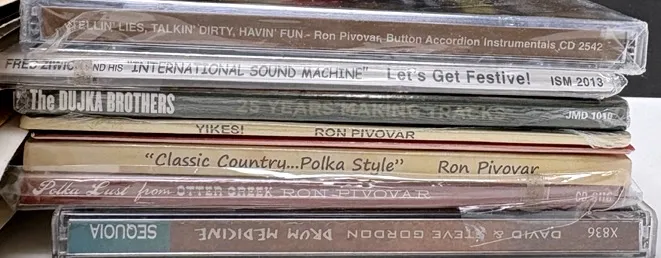 TELLIN' LIES, TALKIN' DIRTY, HAVIN' FUN - Ron Pivovar, Button Accordion Instrumentals CD 2542
FRED ZIWICH AND HIS "INTERNATIONAL SOUND MACHINE" Let's Get Festive! ISM 2013
The DUJKA BROTHERS 25 YEARS MAKING TRACKS JMD 1010
YIKES! RON PIVOVAR
"Classic Country...Polka Style" Ron Pivovar
Polka Lust from OTTER CREEK RON PIVOVAR
X836 DAVID & STEVE GORDON DRUM MEDICINE SEQUOIA